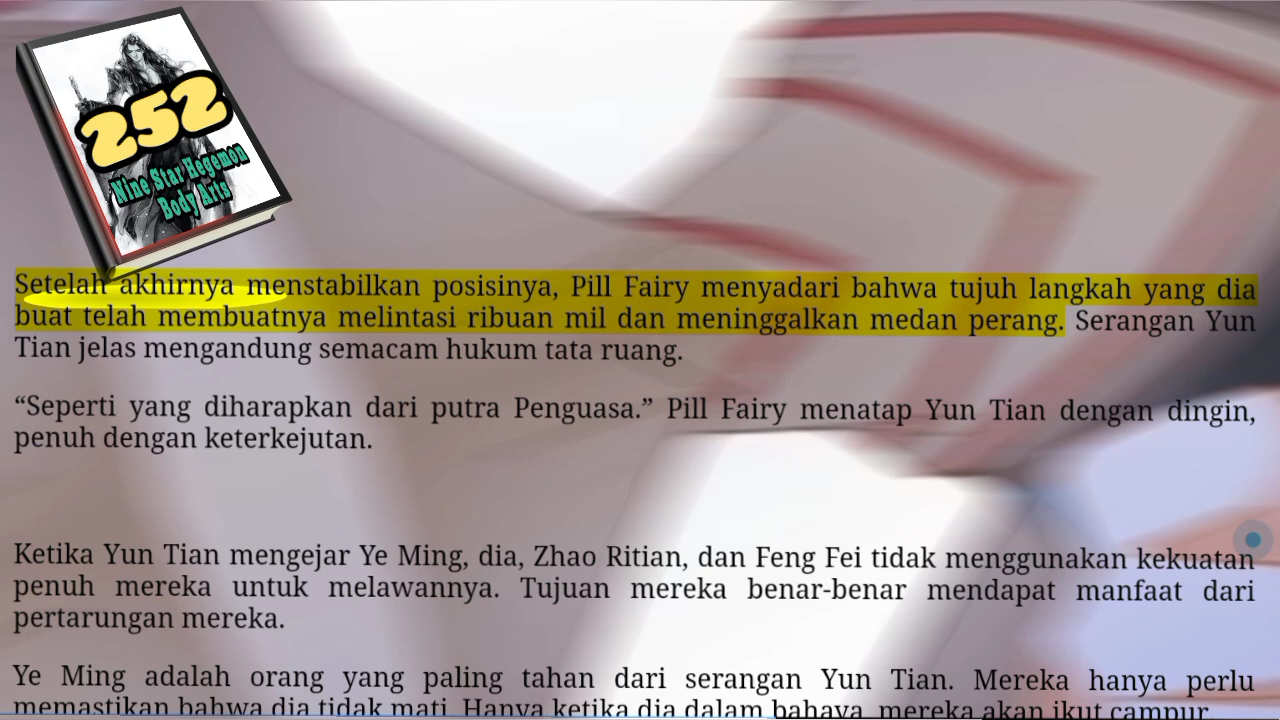 252
Nine Star Hegemon
Body Arts
Setelah akhirnya menstabilkan posisinya, Pill Fairy menyadari bahwa tujuh langkah yang dia
buat telah membuatnya melintasi ribuan mil dan meninggalkan medan perang. Serangan Yun
Tian jelas mengandung semacam hukum tata ruang.
“Seperti yang diharapkan dari putra Penguasa.” Pill Fairy menatap Yun Tian dengan dingin,
penuh dengan keterkejutan.
Ketika Yun Tian mengejar Ye Ming, dia, Zhao Ritian, dan Feng Fei tidak menggunakan kekuatan
penuh mereka untuk melawannya. Tujuan mereka benar-benar mendapat manfaat dari
pertarungan mereka.
Ye Ming adalah orang yang paling tahan dari serangan Yun Tian. Mereka hanya perlu
memastikan bahwa dia tidak mati. Hanya ketika dia dalam bahaya, mereka akan ikut campur.